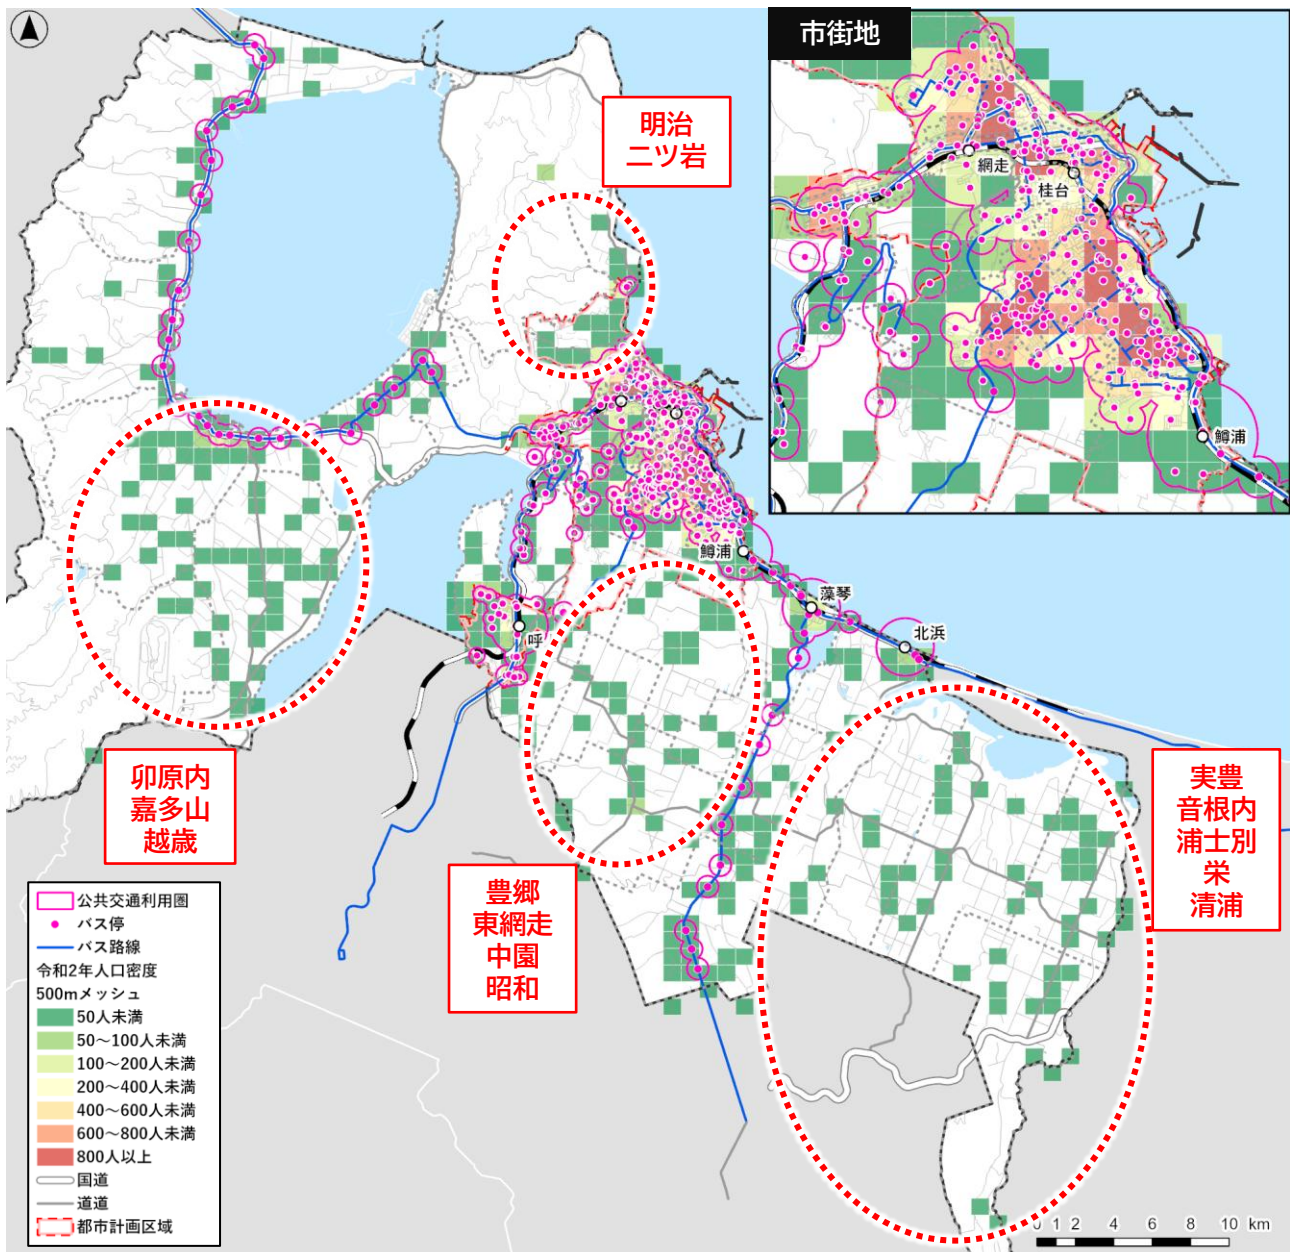 市街地
網走
桂台
鱒浦
明治
二ツ岩
鱒浦
藻琴
北浜
呼
卯原内
嘉多山
越歳
豊郷
東網走
中園
昭和
実豊
音根内
浦士別
栄
清浦
公共交通利用圏
バス停
バス路線
令和2年人口密度
500mメッシュ
50人未満
50～100人未満
100～200人未満
200～400人未満
400～600人未満
600～800人未満
800人以上
国道
道道
都市計画区域
0 1 2 4 6 8 10 km